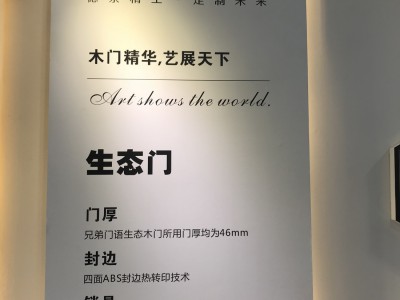 木门精华,艺展天下
Art shows the world.
生态门
门厚
兄弟门语生态木门所用门厚均为46mm
封边
四面ABS封边热转印技术